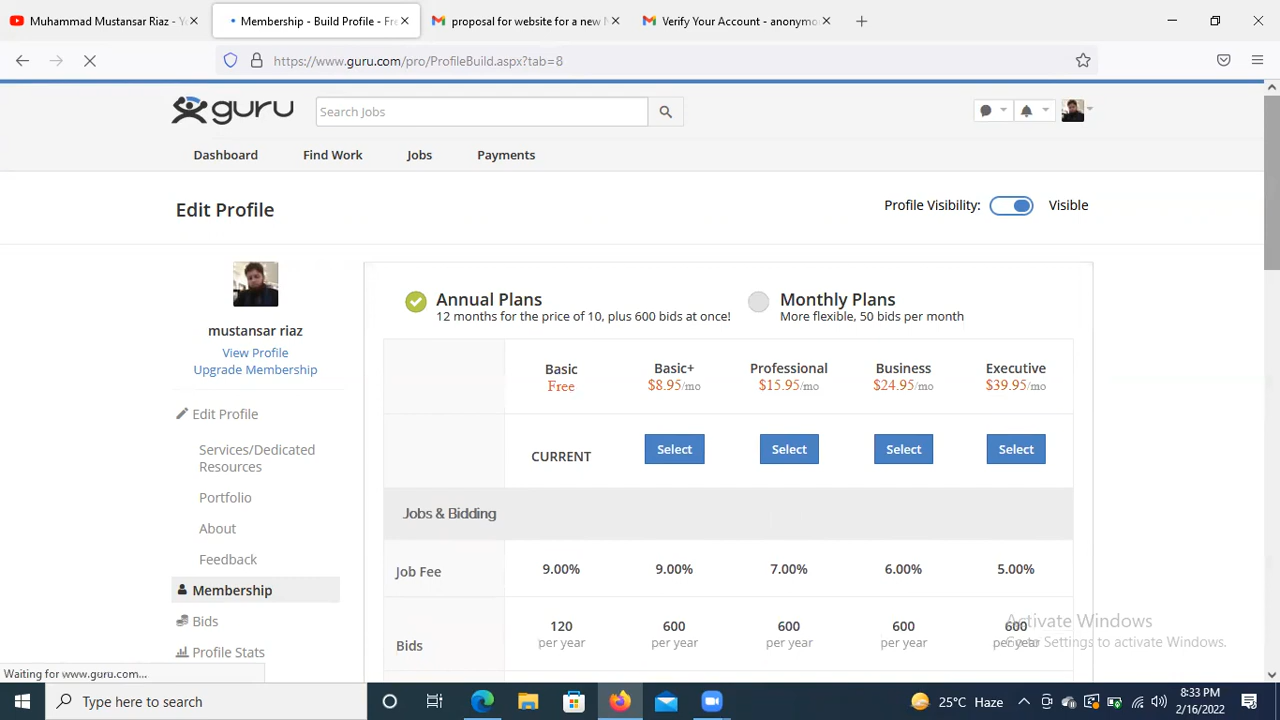 Muhammad Mustansar Riaz - Yo
Membership - Build Profile - Fre
proposal for website for a new N
Verify Your Account - anonymo
https://www.guru.com/pro/ProfileBuild.aspx?tab=8
guru
Search Jobs
Dashboard Find Work Jobs Payments
Edit Profile
Profile Visibility: Visible
mustansar riaz
View Profile
Upgrade Membership
Edit Profile
Services/Dedicated
Resources
Portfolio
About
Feedback
Membership
Bids
Profile Stats
Annual Plans
12 months for the price of 10, plus 600 bids at once!
Monthly Plans
More flexible, 50 bids per month
Basic Basic+ Professional Business Executive
Free $8.95/mo $15.95/mo $24.95/mo $39.95/mo
CURRENT Select Select Select Select
Jobs & Bidding
Job Fee 9.00% 9.00% 7.00% 6.00% 5.00%
Bids 120 600 600 600 600
per year per year per year per year per year
Activate Windows
Go to Settings to activate Windows.
Waiting for www.guru.com...
Type here to search
25°C Haze
8:33 PM
2/16/2022